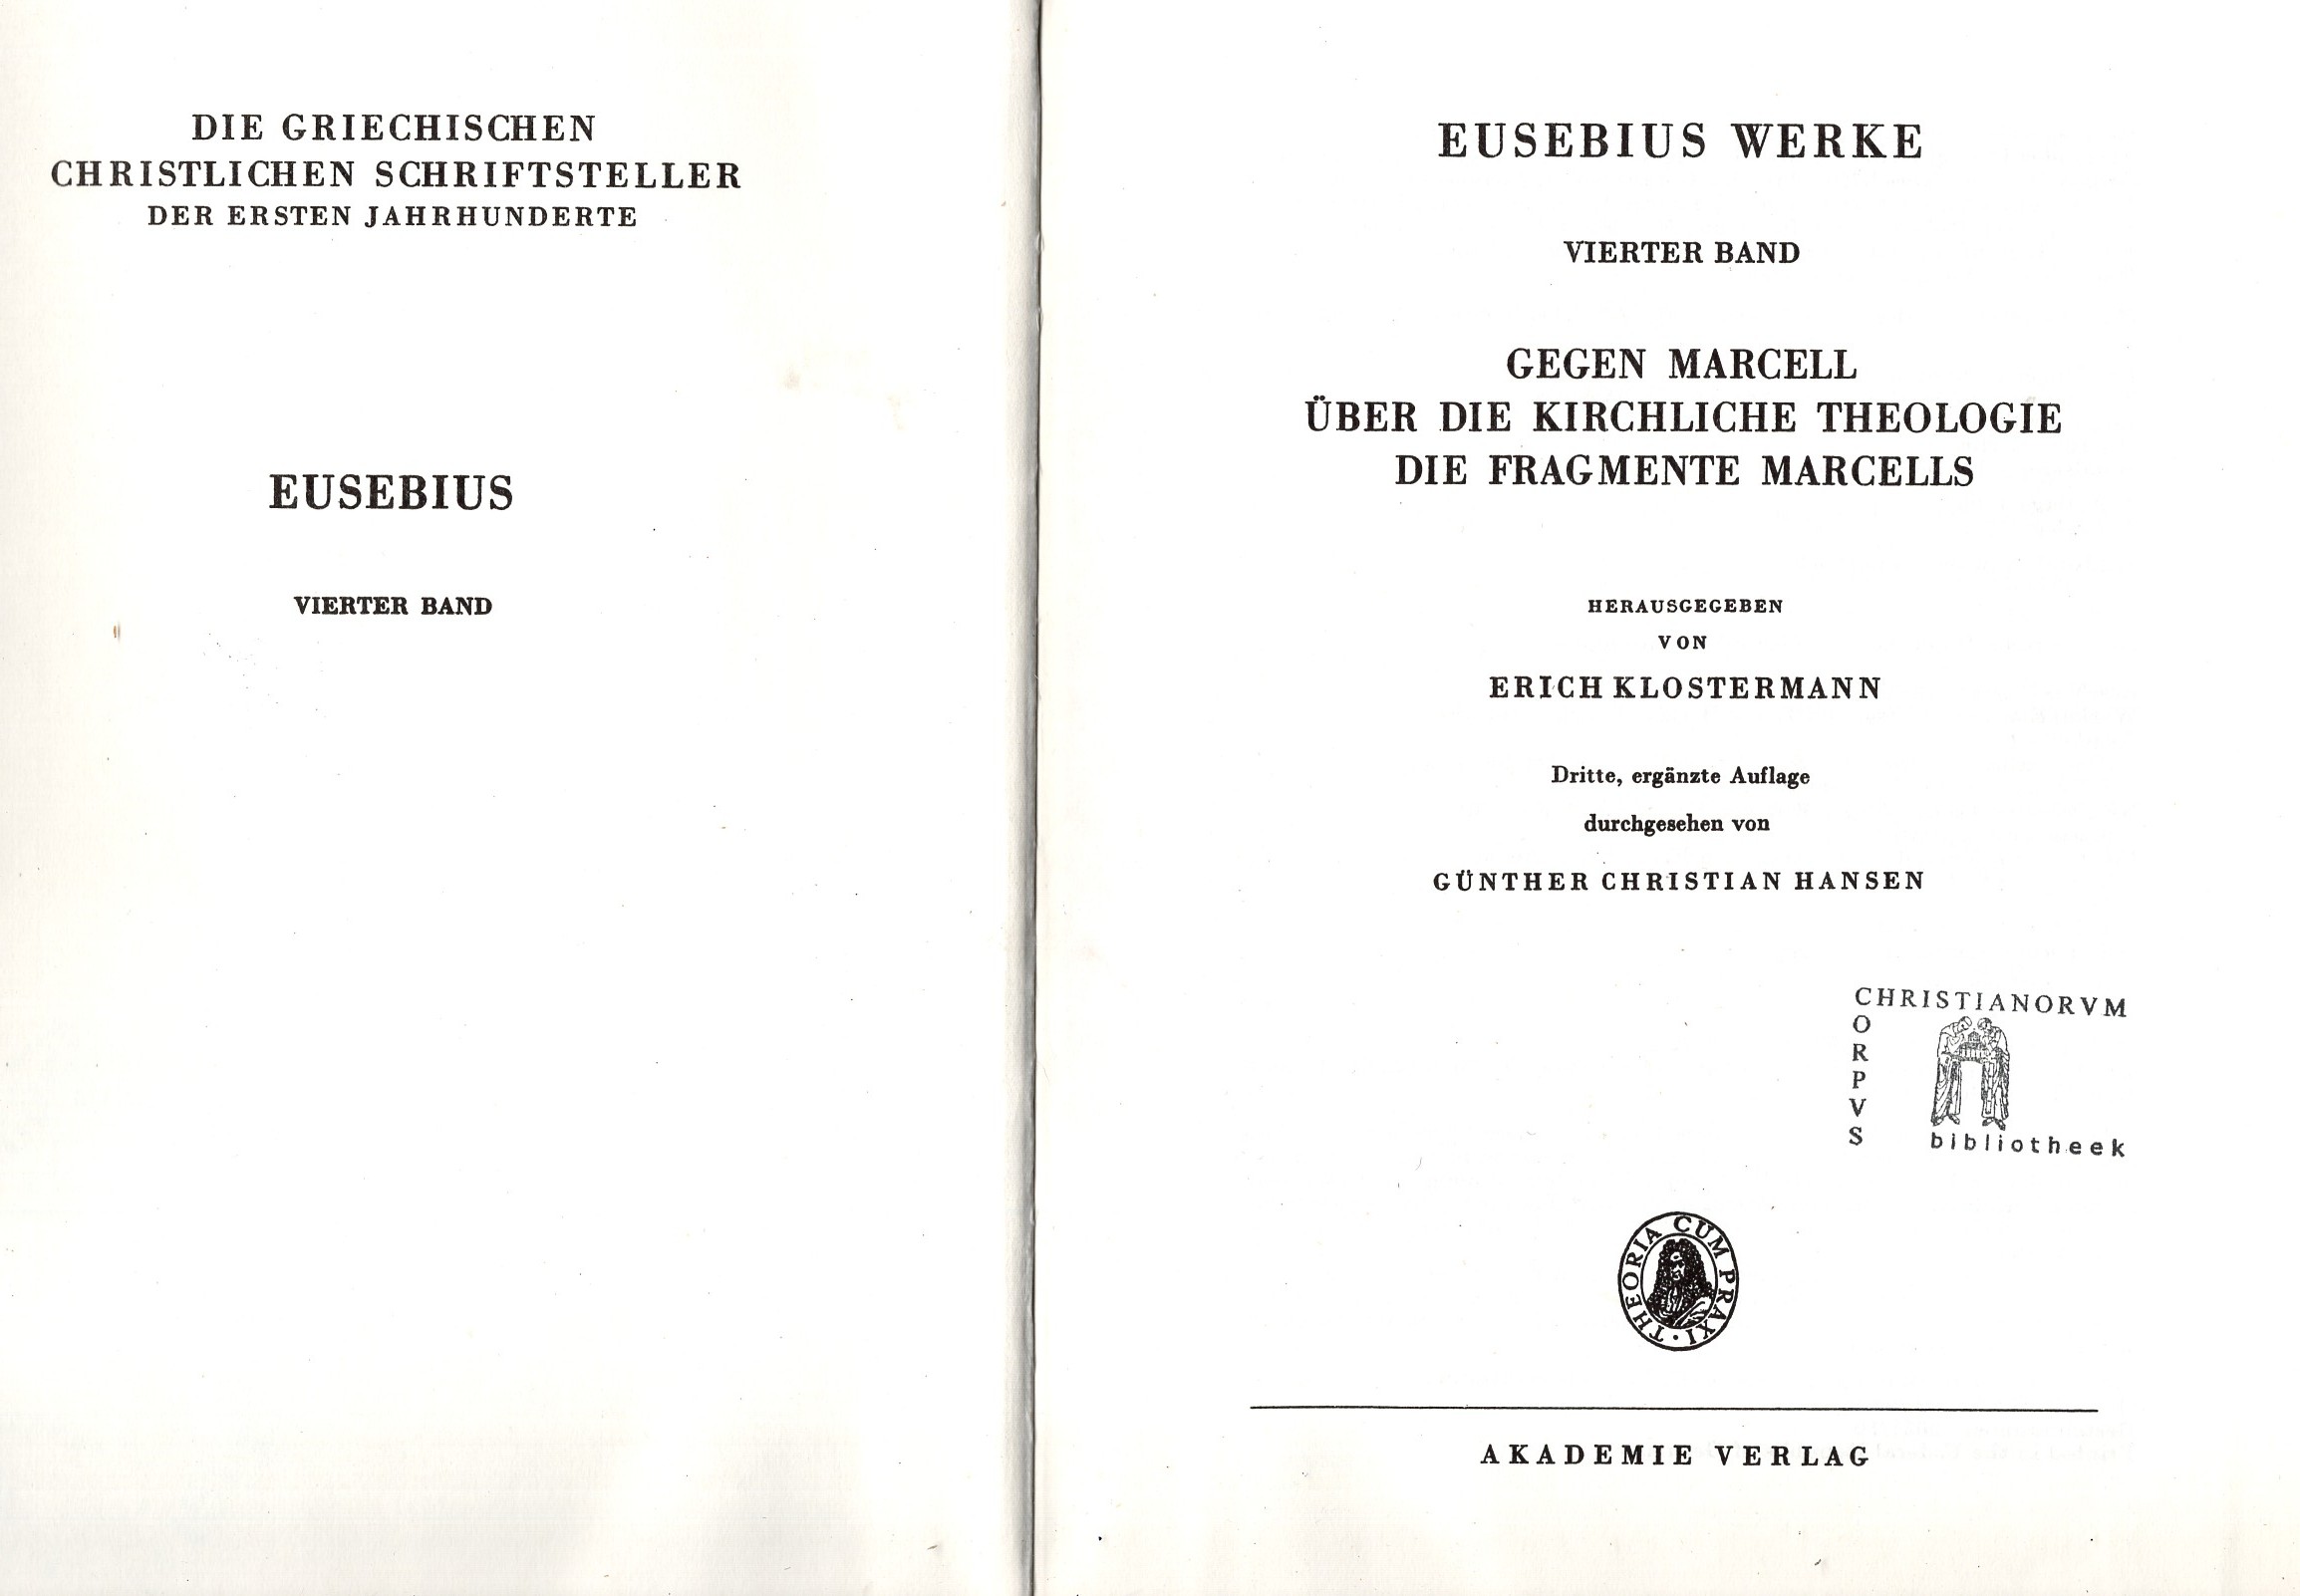 DIE GRIECHISCHEN
CHRISTLICHEN SCHRIFTSTELLER
DER ERSTEN JAHRHUNDERTE
EUSEBIUS
VIERTER BAND
EUSEBIUS WERKE
VIERTER BAND
GEGEN MARCELL
ÜBER DIE KIRCHLICHE THEOLOGIE
DIE FRAGMENTE MARCELLS
HERAUSGEGEBEN
VON
ERICH KLOSTERMANN
Dritte, ergänzte Auflage
durchgesehen von
GÜNTHER CHRISTIAN HANSEN
CHRISTIANORVM
CORPVS
bibliotheek
THEORIA CUM PRAXI ·
AKADEMIE VERLAG